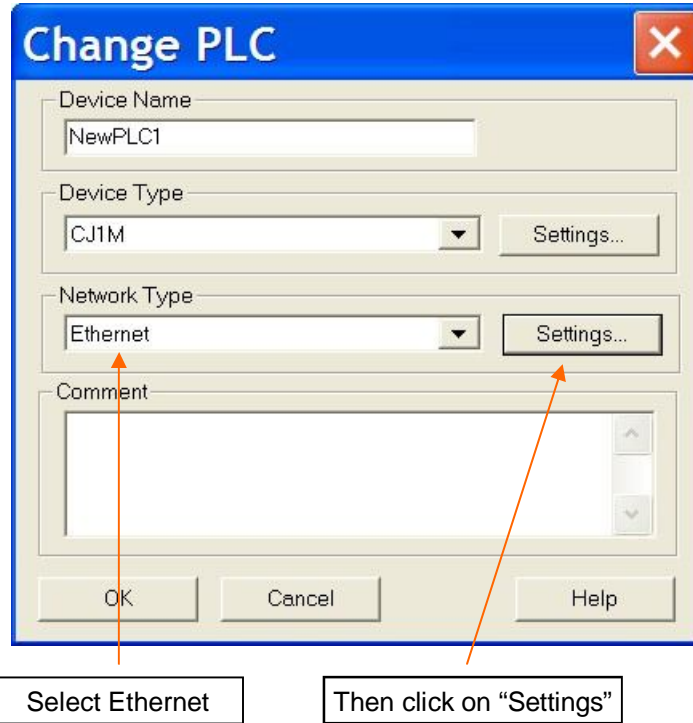 Change PLC
Device Name
NewPLC1
Device Type
CJ1M
Settings...
Network Type
Ethernet
Settings...
Comment
OK
Cancel
Help
Select Ethernet
Then click on “Settings”